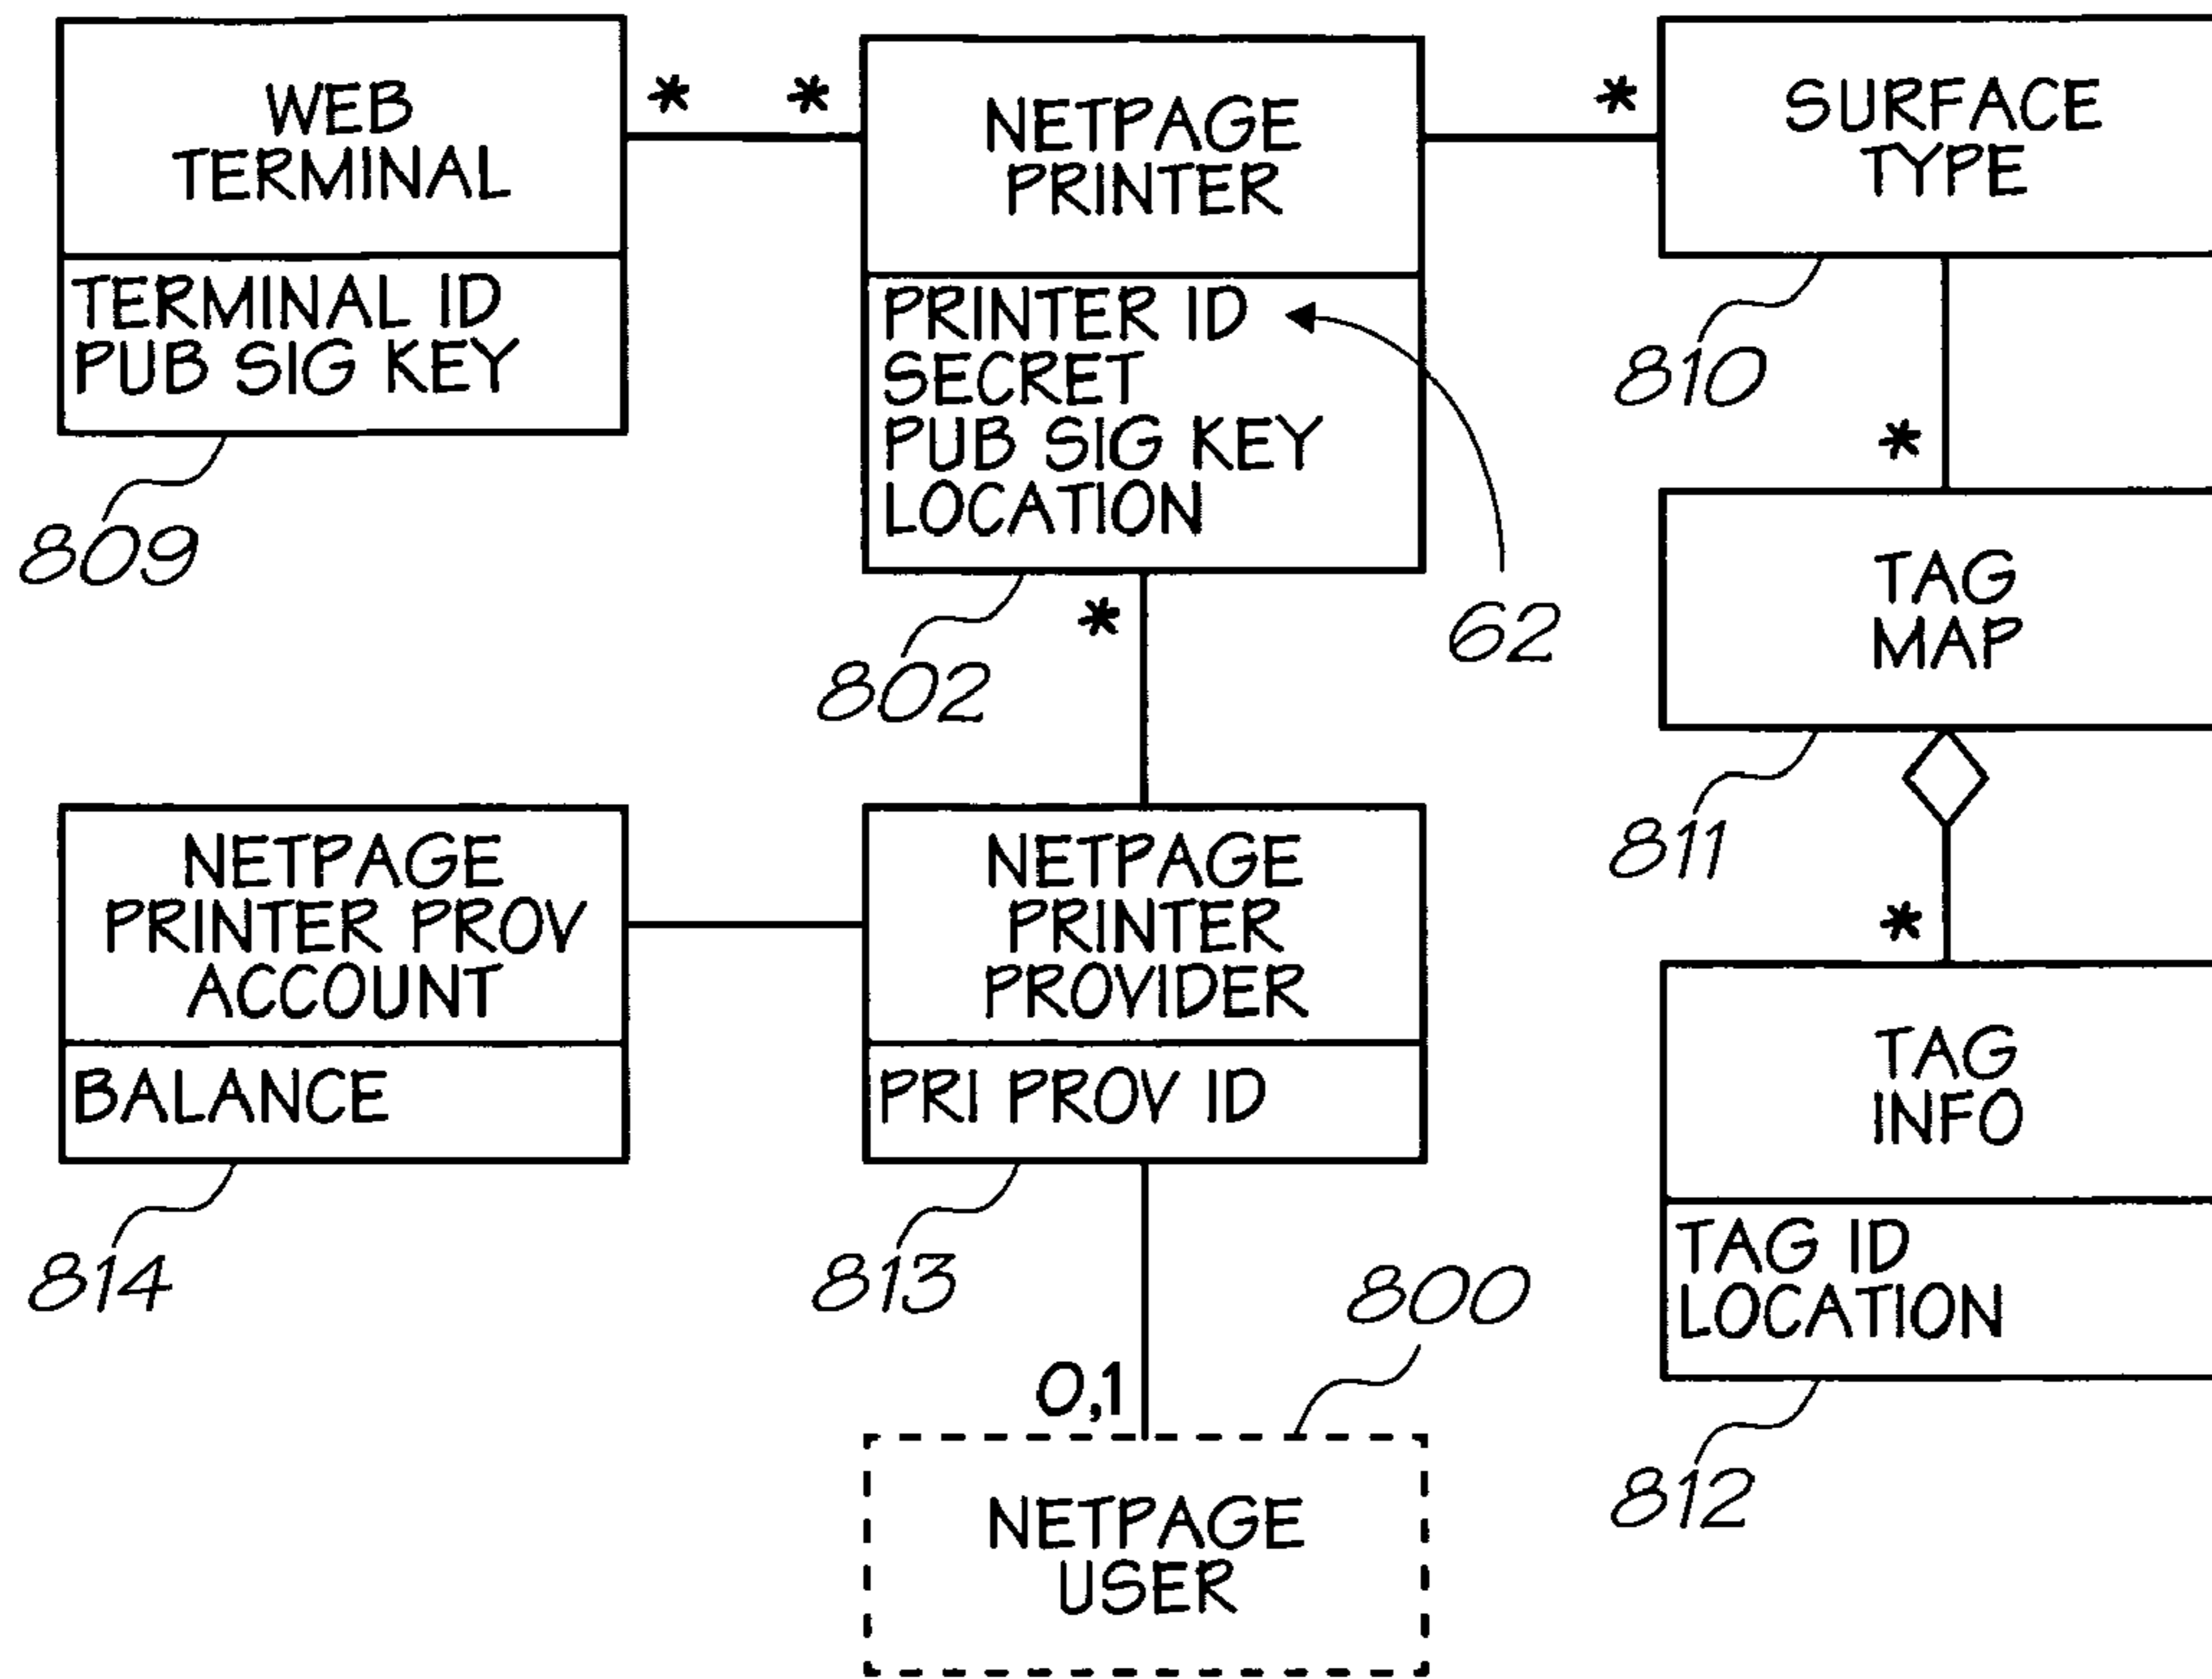 WEB
TERMINAL
TERMINAL ID
PUB SIG KEY
809
*
*
NETPAGE
PRINTER
PRINTER ID
SECRET
PUB SIG KEY
LOCATION
802
62
*
*
SURFACE
TYPE
810
*
TAG
MAP
811
*
TAG
INFO
TAG ID
LOCATION
812
NETPAGE
PRINTER PROV
ACCOUNT
BALANCE
814
NETPAGE
PRINTER
PROVIDER
PRI PROV ID
813
800
0,1
NETPAGE
USER